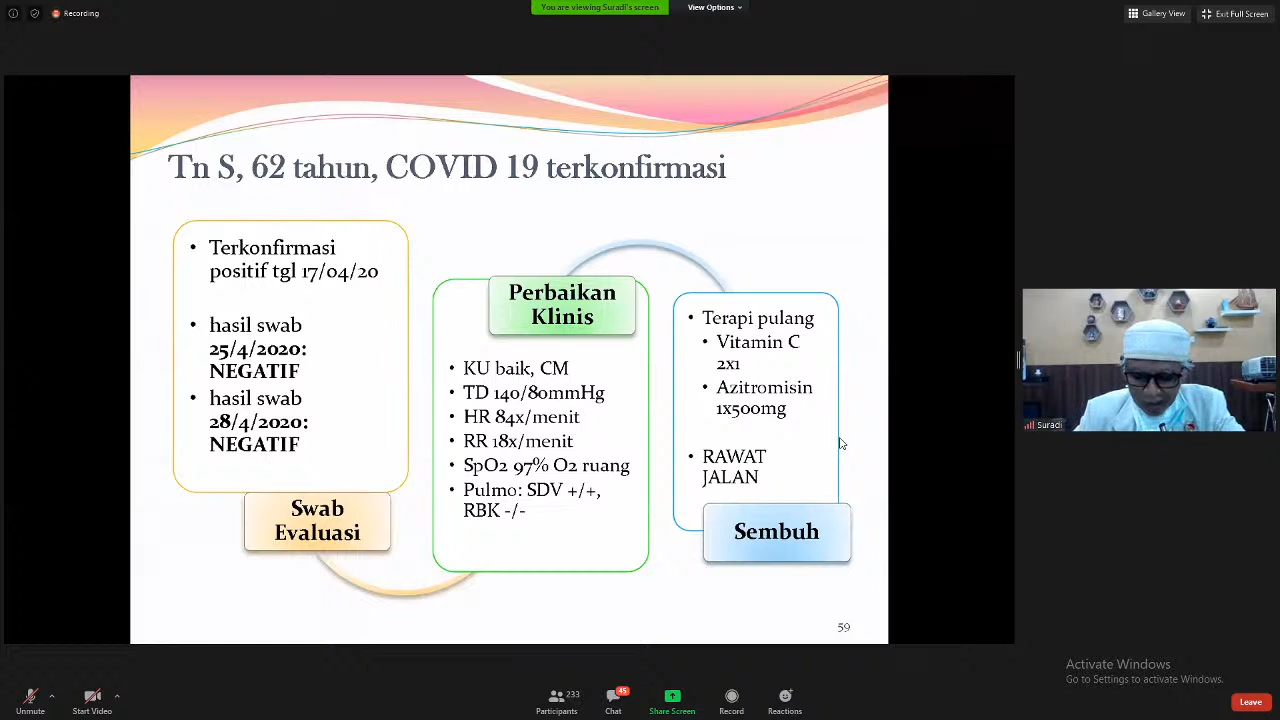 Recording
You are viewing Suradi's screen
View Options
Gallery View
Exit Full Screen
Tn S, 62 tahun, COVID 19 terkonfirmasi
• Terkonfirmasi
positif tgl 17/04/20
• hasil swab
25/4/2020:
NEGATIF
• hasil swab
28/4/2020:
NEGATIF
Swab
Evaluasi
Perbaikan
Klinis
• KU baik, CM
• TD 140/80mmHg
• HR 84x/menit
• RR 18x/menit
• SpO2 97% O2 ruang
• Pulmo: SDV +/+,
RBK -/-
• Terapi pulang
• Vitamin C
2x1
• Azitromisin
1x500mg
• RAWAT
JALAN
Sembuh
59
Suradi
Activate Windows
Go to Settings to activate Windows.
Unmute
Start Video
233
Participants
45
Chat
Share Screen
Record
Reactions
Leave